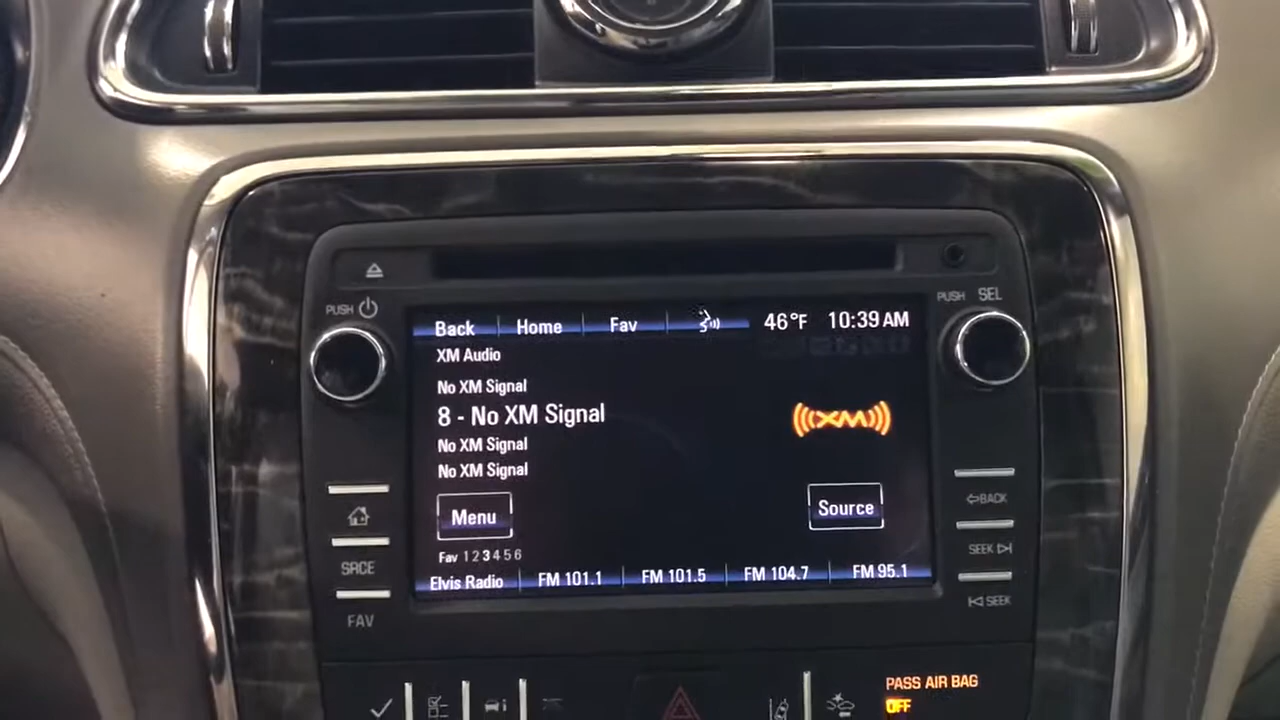 PUSH
PUSH SEL
Back Home Fav 46°F 10:39 AM
XM Audio
No XM Signal
8 - No XM Signal
XM
No XM Signal
No XM Signal
Menu
Source
BACK
Fav 1 2 3 4 5 6
SEEK
SRCE
Elvis Radio FM 101.1 FM 101.5 FM 104.7 FM 95.1
SEEK
FAV
PASS AIR BAG
OFF